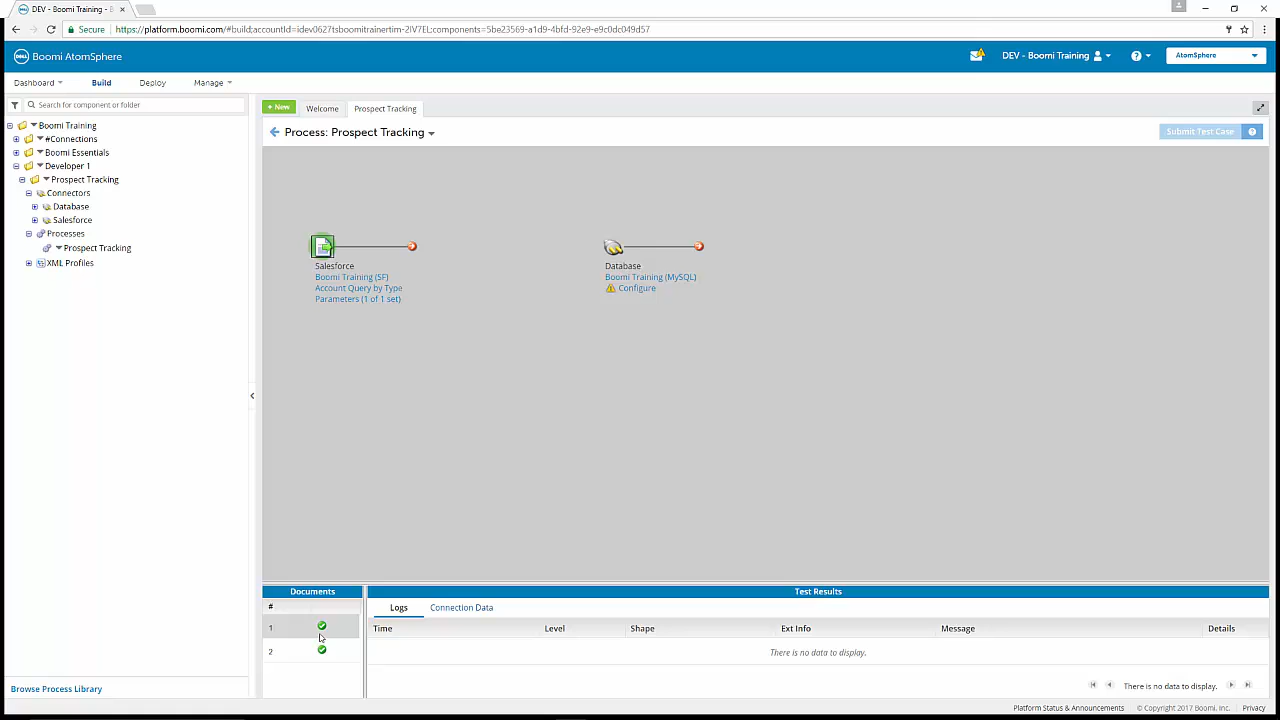 DEV - Boomi Training -
Secure
https://platform.boomi.com/#build;accountId=idev0627tsboomitrainertim-2IV7EL;components=5be23569-a1d9-4bfd-92e9-e9c0dc049d57
DELL
Boomi AtomSphere
DEV - Boomi Training
AtomSphere
Dashboard
Build
Deploy
Manage
Search for component or folder
+ New
Welcome
Prospect Tracking
Process: Prospect Tracking
Submit Test Case
Boomi Training
#Connections
Boomi Essentials
Developer 1
Prospect Tracking
Connectors
Database
Salesforce
Processes
Prospect Tracking
XML Profiles
Salesforce
Boomi Training (SF)
Account Query by Type
Parameters (1 of 1 set)
Database
Boomi Training (MySQL)
Configure
Documents
#
1
2
Test Results
Logs
Connection Data
Time
Level
Shape
Ext Info
Message
Details
There is no data to display.
There is no data to display.
Browse Process Library
Platform Status & Announcements
© Copyright 2017 Boomi, Inc.
Privacy